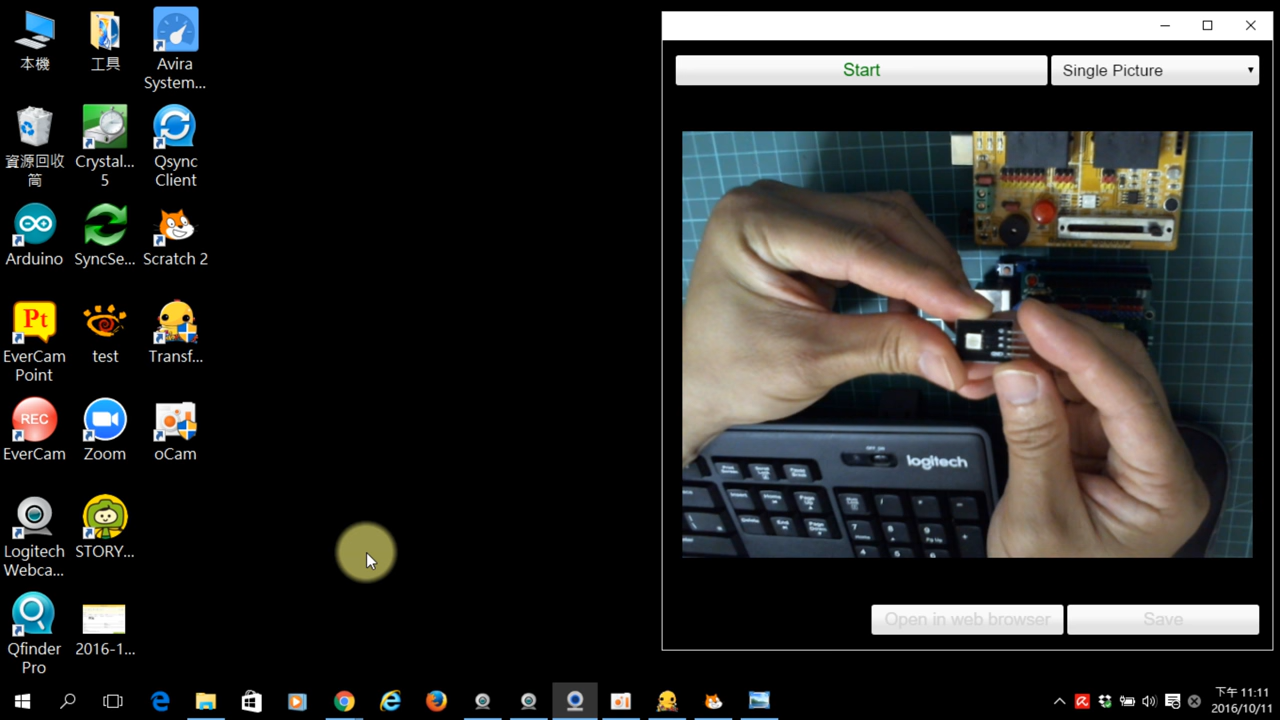 本機
工具
Avira
System...
資源回收
筒
Crystal...
5
Qsync
Client
Arduino
SyncSe...
Scratch 2
Pt
EverCam
Point
test
Transf...
REC
EverCam
Zoom
oCam
Logitech
Webca...
STORY...
Qfinder
Pro
2016-1...
Start
Single Picture
logitech
Open in web browser
Save
下午 11:11
2016/10/11